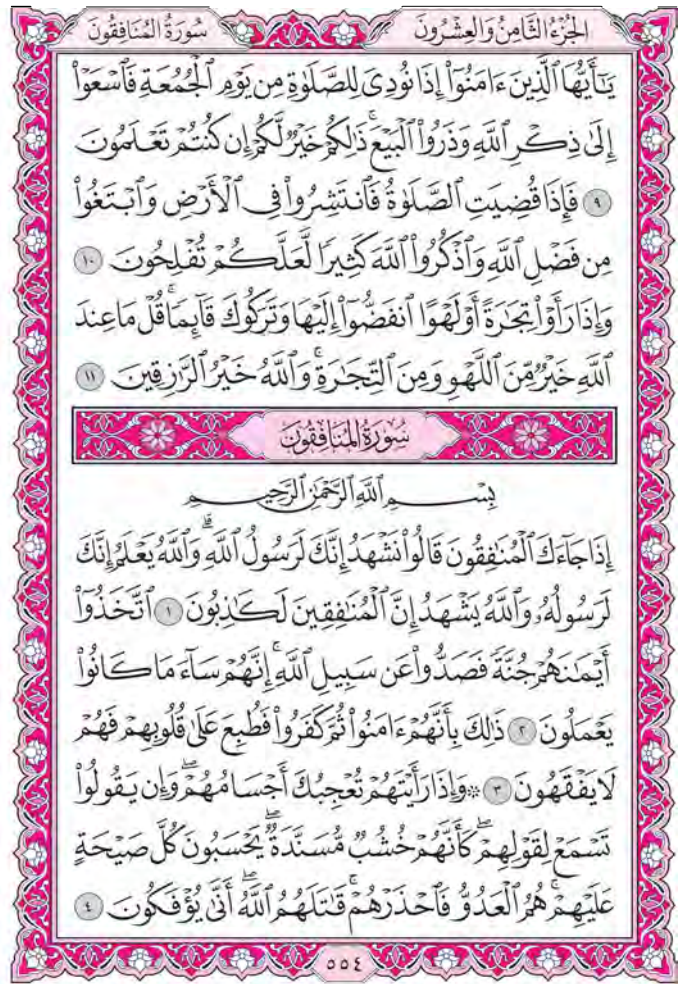 الجُزْءُ الثَّامِنُ وَالعِشْرُونَ سُورَةُ المُنَافِقُونَ
يَٰٓأَيُّهَا ٱلَّذِينَ ءَامَنُوٓا۟ إِذَا نُودِىَ لِلصَّلَوٰةِ مِن يَوْمِ ٱلْجُمُعَةِ فَٱسْعَوْا۟
إِلَىٰ ذِكْرِ ٱللَّهِ وَذَرُوا۟ ٱلْبَيْعَ ۚ ذَٰلِكُمْ خَيْرٌ لَّكُمْ إِن كُنتُمْ تَعْلَمُونَ
٩ فَإِذَا قُضِيَتِ ٱلصَّلَوٰةُ فَٱنتَشِرُوا۟ فِى ٱلْأَرْضِ وَٱبْتَغُوا۟
مِن فَضْلِ ٱللَّهِ وَٱذْكُرُوا۟ ٱللَّهَ كَثِيرًا لَّعَلَّكُمْ تُفْلِحُونَ ١٠
وَإِذَا رَأَوْا۟ تِجَٰرَةً أَوْ لَهْوًا ٱنفَضُّوٓا۟ إِلَيْهَا وَتَرَكُوكَ قَآئِمًا ۚ قُلْ مَا عِندَ
ٱللَّهِ خَيْرٌ مِّنَ ٱللَّهْوِ وَمِنَ ٱلتِّجَٰرَةِ ۚ وَٱللَّهُ خَيْرُ ٱلرَّٰزِقِينَ ١١
سُورَةُ المُنَافِقُونَ
بِسْمِ ٱللَّهِ ٱلرَّحْمَٰنِ ٱلرَّحِيمِ
إِذَا جَآءَكَ ٱلْمُنَٰفِقُونَ قَالُوا۟ نَشْهَدُ إِنَّكَ لَرَسُولُ ٱللَّهِ ۗ وَٱللَّهُ يَعْلَمُ إِنَّكَ
لَرَسُولُهُۥ وَٱللَّهُ يَشْهَدُ إِنَّ ٱلْمُنَٰفِقِينَ لَكَٰذِبُونَ ١ ٱتَّخَذُوٓا۟
أَيْمَٰنَهُمْ جُنَّةً فَصَدُّوا۟ عَن سَبِيلِ ٱللَّهِ ۚ إِنَّهُمْ سَآءَ مَا كَانُوا۟
يَعْمَلُونَ ٢ ذَٰلِكَ بِأَنَّهُمْ ءَامَنُوا۟ ثُمَّ كَفَرُوا۟ فَطُبِعَ عَلَىٰ قُلُوبِهِمْ فَهُمْ
لَا يَفْقَهُونَ ٣ ۞ وَإِذَا رَأَيْتَهُمْ تُعْجِبُكَ أَجْسَامُهُمْ ۖ وَإِن يَقُولُوا۟
تَسْمَعْ لِقَوْلِهِمْ ۖ كَأَنَّهُمْ خُشُبٌ مُّسَنَّدَةٌ ۖ يَحْسَبُونَ كُلَّ صَيْحَةٍ
عَلَيْهِمْ ۚ هُمُ ٱلْعَدُوُّ فَٱحْذَرْهُمْ ۚ قَٰتَلَهُمُ ٱللَّهُ ۖ أَنَّىٰ يُؤْفَكُونَ ٤
٥٥٤